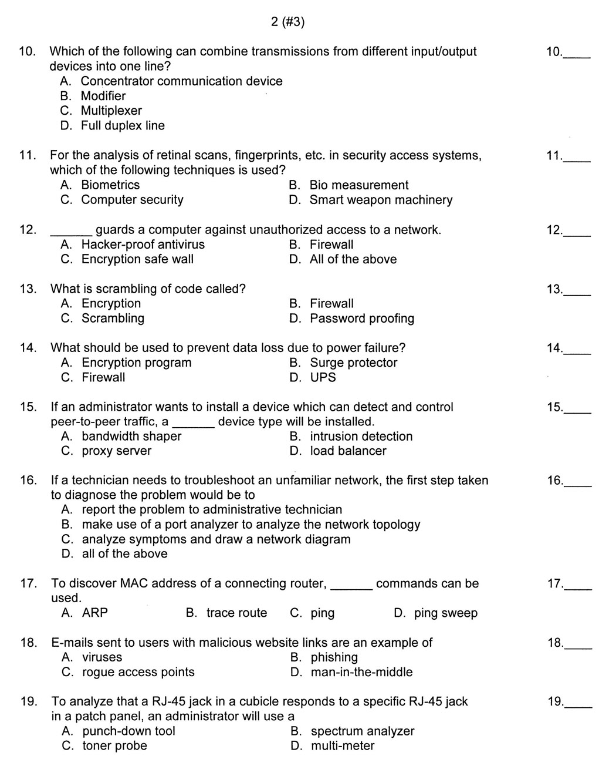 2 (#3)
10. Which of the following can combine transmissions from different input/output 10.____
devices into one line?
A. Concentrator communication device
B. Modifier
C. Multiplexer
D. Full duplex line
11. For the analysis of retinal scans, fingerprints, etc. in security access systems, 11.____
which of the following techniques is used?
A. Biometrics B. Bio measurement
C. Computer security D. Smart weapon machinery
12. ______ guards a computer against unauthorized access to a network. 12.____
A. Hacker-proof antivirus B. Firewall
C. Encryption safe wall D. All of the above
13. What is scrambling of code called? 13.____
A. Encryption B. Firewall
C. Scrambling D. Password proofing
14. What should be used to prevent data loss due to power failure? 14.____
A. Encryption program B. Surge protector
C. Firewall D. UPS
15. If an administrator wants to install a device which can detect and control 15.____
peer-to-peer traffic, a ______ device type will be installed.
A. bandwidth shaper B. intrusion detection
C. proxy server D. load balancer
16. If a technician needs to troubleshoot an unfamiliar network, the first step taken 16.____
to diagnose the problem would be to
A. report the problem to administrative technician
B. make use of a port analyzer to analyze the network topology
C. analyze symptoms and draw a network diagram
D. all of the above
17. To discover MAC address of a connecting router, ______ commands can be 17.____
used.
A. ARP B. trace route C. ping D. ping sweep
18. E-mails sent to users with malicious website links are an example of 18.____
A. viruses B. phishing
C. rogue access points D. man-in-the-middle
19. To analyze that a RJ-45 jack in a cubicle responds to a specific RJ-45 jack 19.____
in a patch panel, an administrator will use a
A. punch-down tool B. spectrum analyzer
C. toner probe D. multi-meter